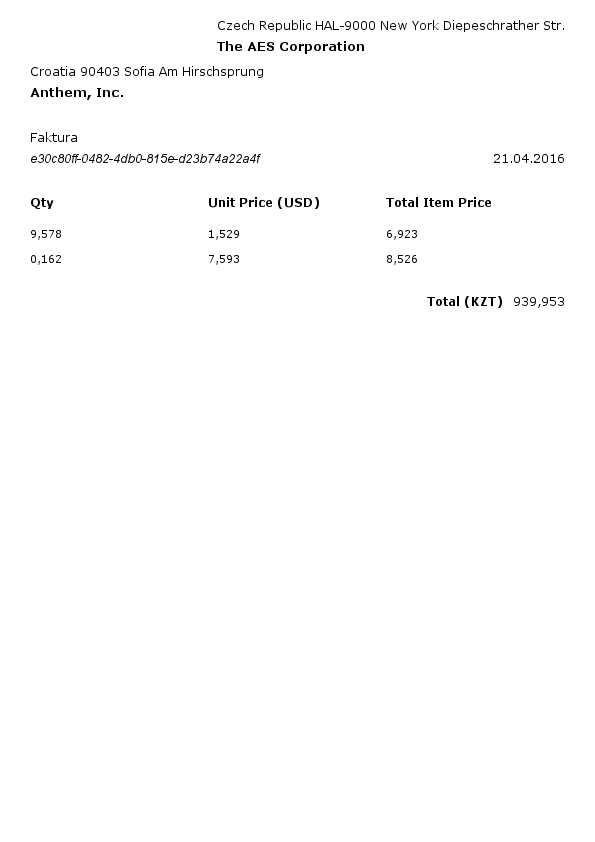 Czech Republic HAL-9000 New York Diepeschrather Str.
The AES Corporation
Croatia 90403 Sofia Am Hirschsprung
Anthem, Inc.
Faktura
e30c80ff-0482-4db0-815e-d23b74a22a4f 21.04.2016
Qty Unit Price (USD) Total Item Price
9,578 1,529 6,923
0,162 7,593 8,526
Total (KZT) 939,953